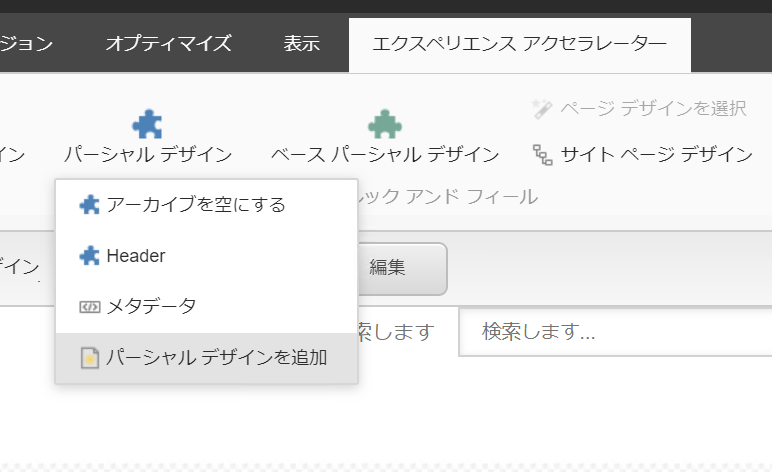 ジョン オプティマイズ 表示 エクスペリエンス アクセラレーター
ページ デザインを選択
イン パーシャル デザイン ベース パーシャル デザイン サイト ページ デザイン
アーカイブを空にする ック アンド フィール
Header
ザイン 編集
メタデータ
索します 検索します...
パーシャル デザインを追加